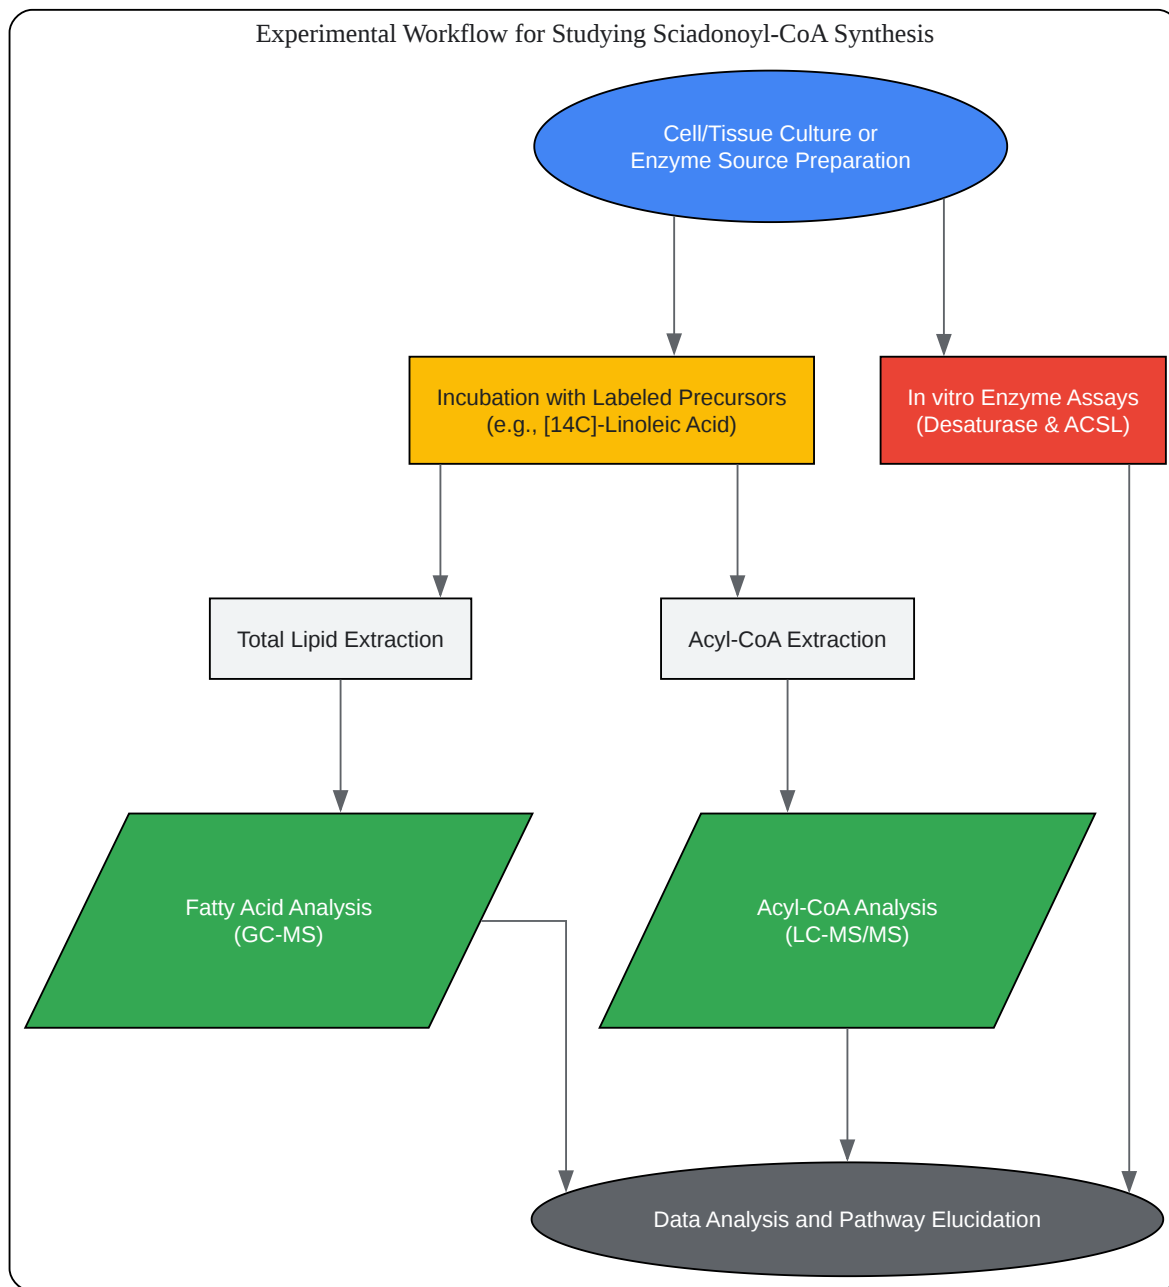 Experimental Workflow for Studying Sciadonoyl-CoA Synthesis
Cell/Tissue Culture or
Enzyme Source Preparation
Incubation with Labeled Precursors
(e.g., [14C]-Linoleic Acid)
In vitro Enzyme Assays
(Desaturase & ACSL)
Total Lipid Extraction
Acyl-CoA Extraction
Fatty Acid Analysis
(GC-MS)
Acyl-CoA Analysis
(LC-MS/MS)
Data Analysis and Pathway Elucidation